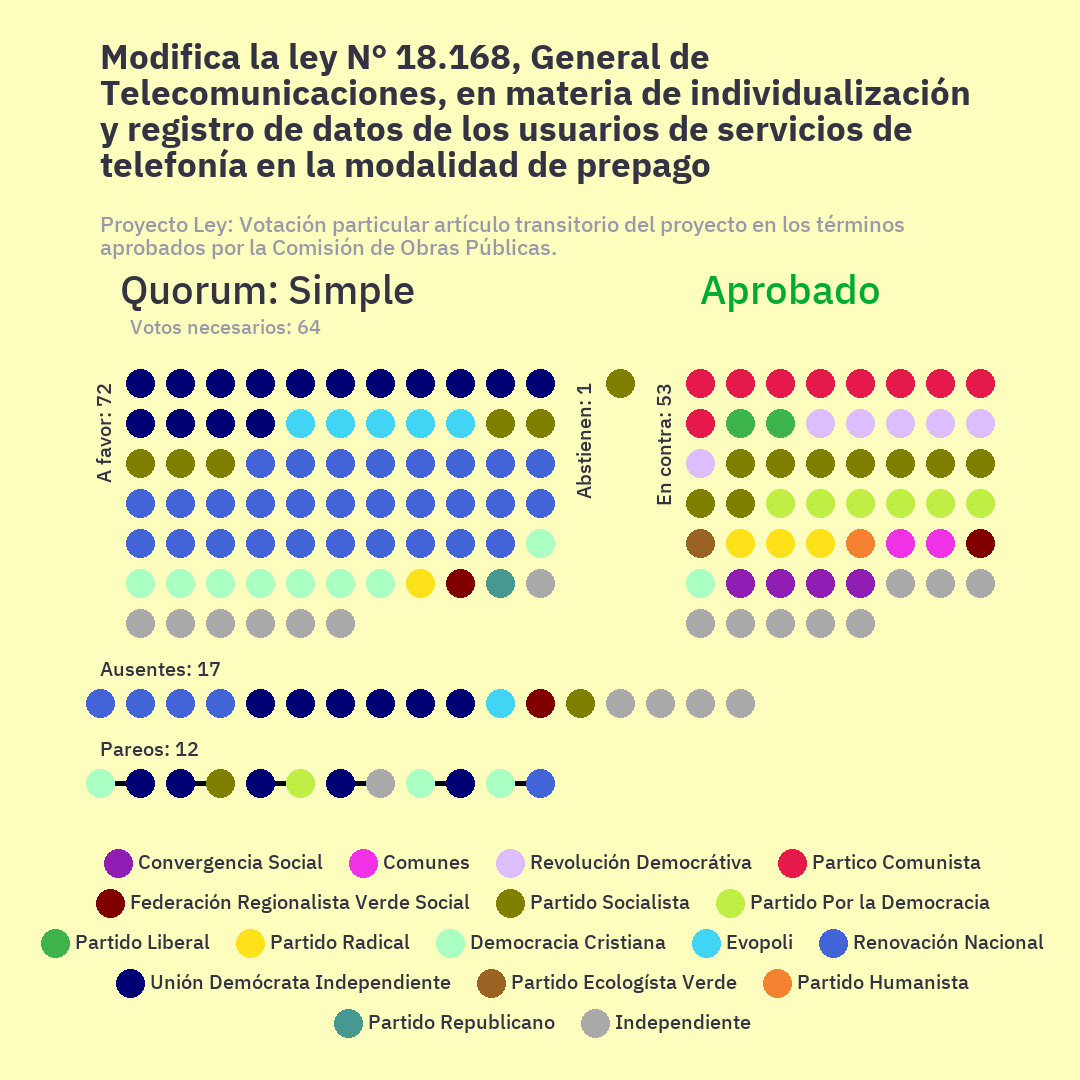 Modifica la ley N° 18.168, General de
Telecomunicaciones, en materia de individualización
y registro de datos de los usuarios de servicios de
telefonía en la modalidad de prepago
Proyecto Ley: Votación particular artículo transitorio del proyecto en los términos
aprobados por la Comisión de Obras Públicas.
Quorum: Simple
Aprobado
Votos necesarios: 64
A favor: 72
Abstienen: 1
En contra: 53
Ausentes: 17
Pareos: 12
Convergencia Social
Comunes
Revolución Democrátiva
Partico Comunista
Federación Regionalista Verde Social
Partido Socialista
Partido Por la Democracia
Partido Liberal
Partido Radical
Democracia Cristiana
Evopoli
Renovación Nacional
Unión Demócrata Independiente
Partido Ecologísta Verde
Partido Humanista
Partido Republicano
Independiente